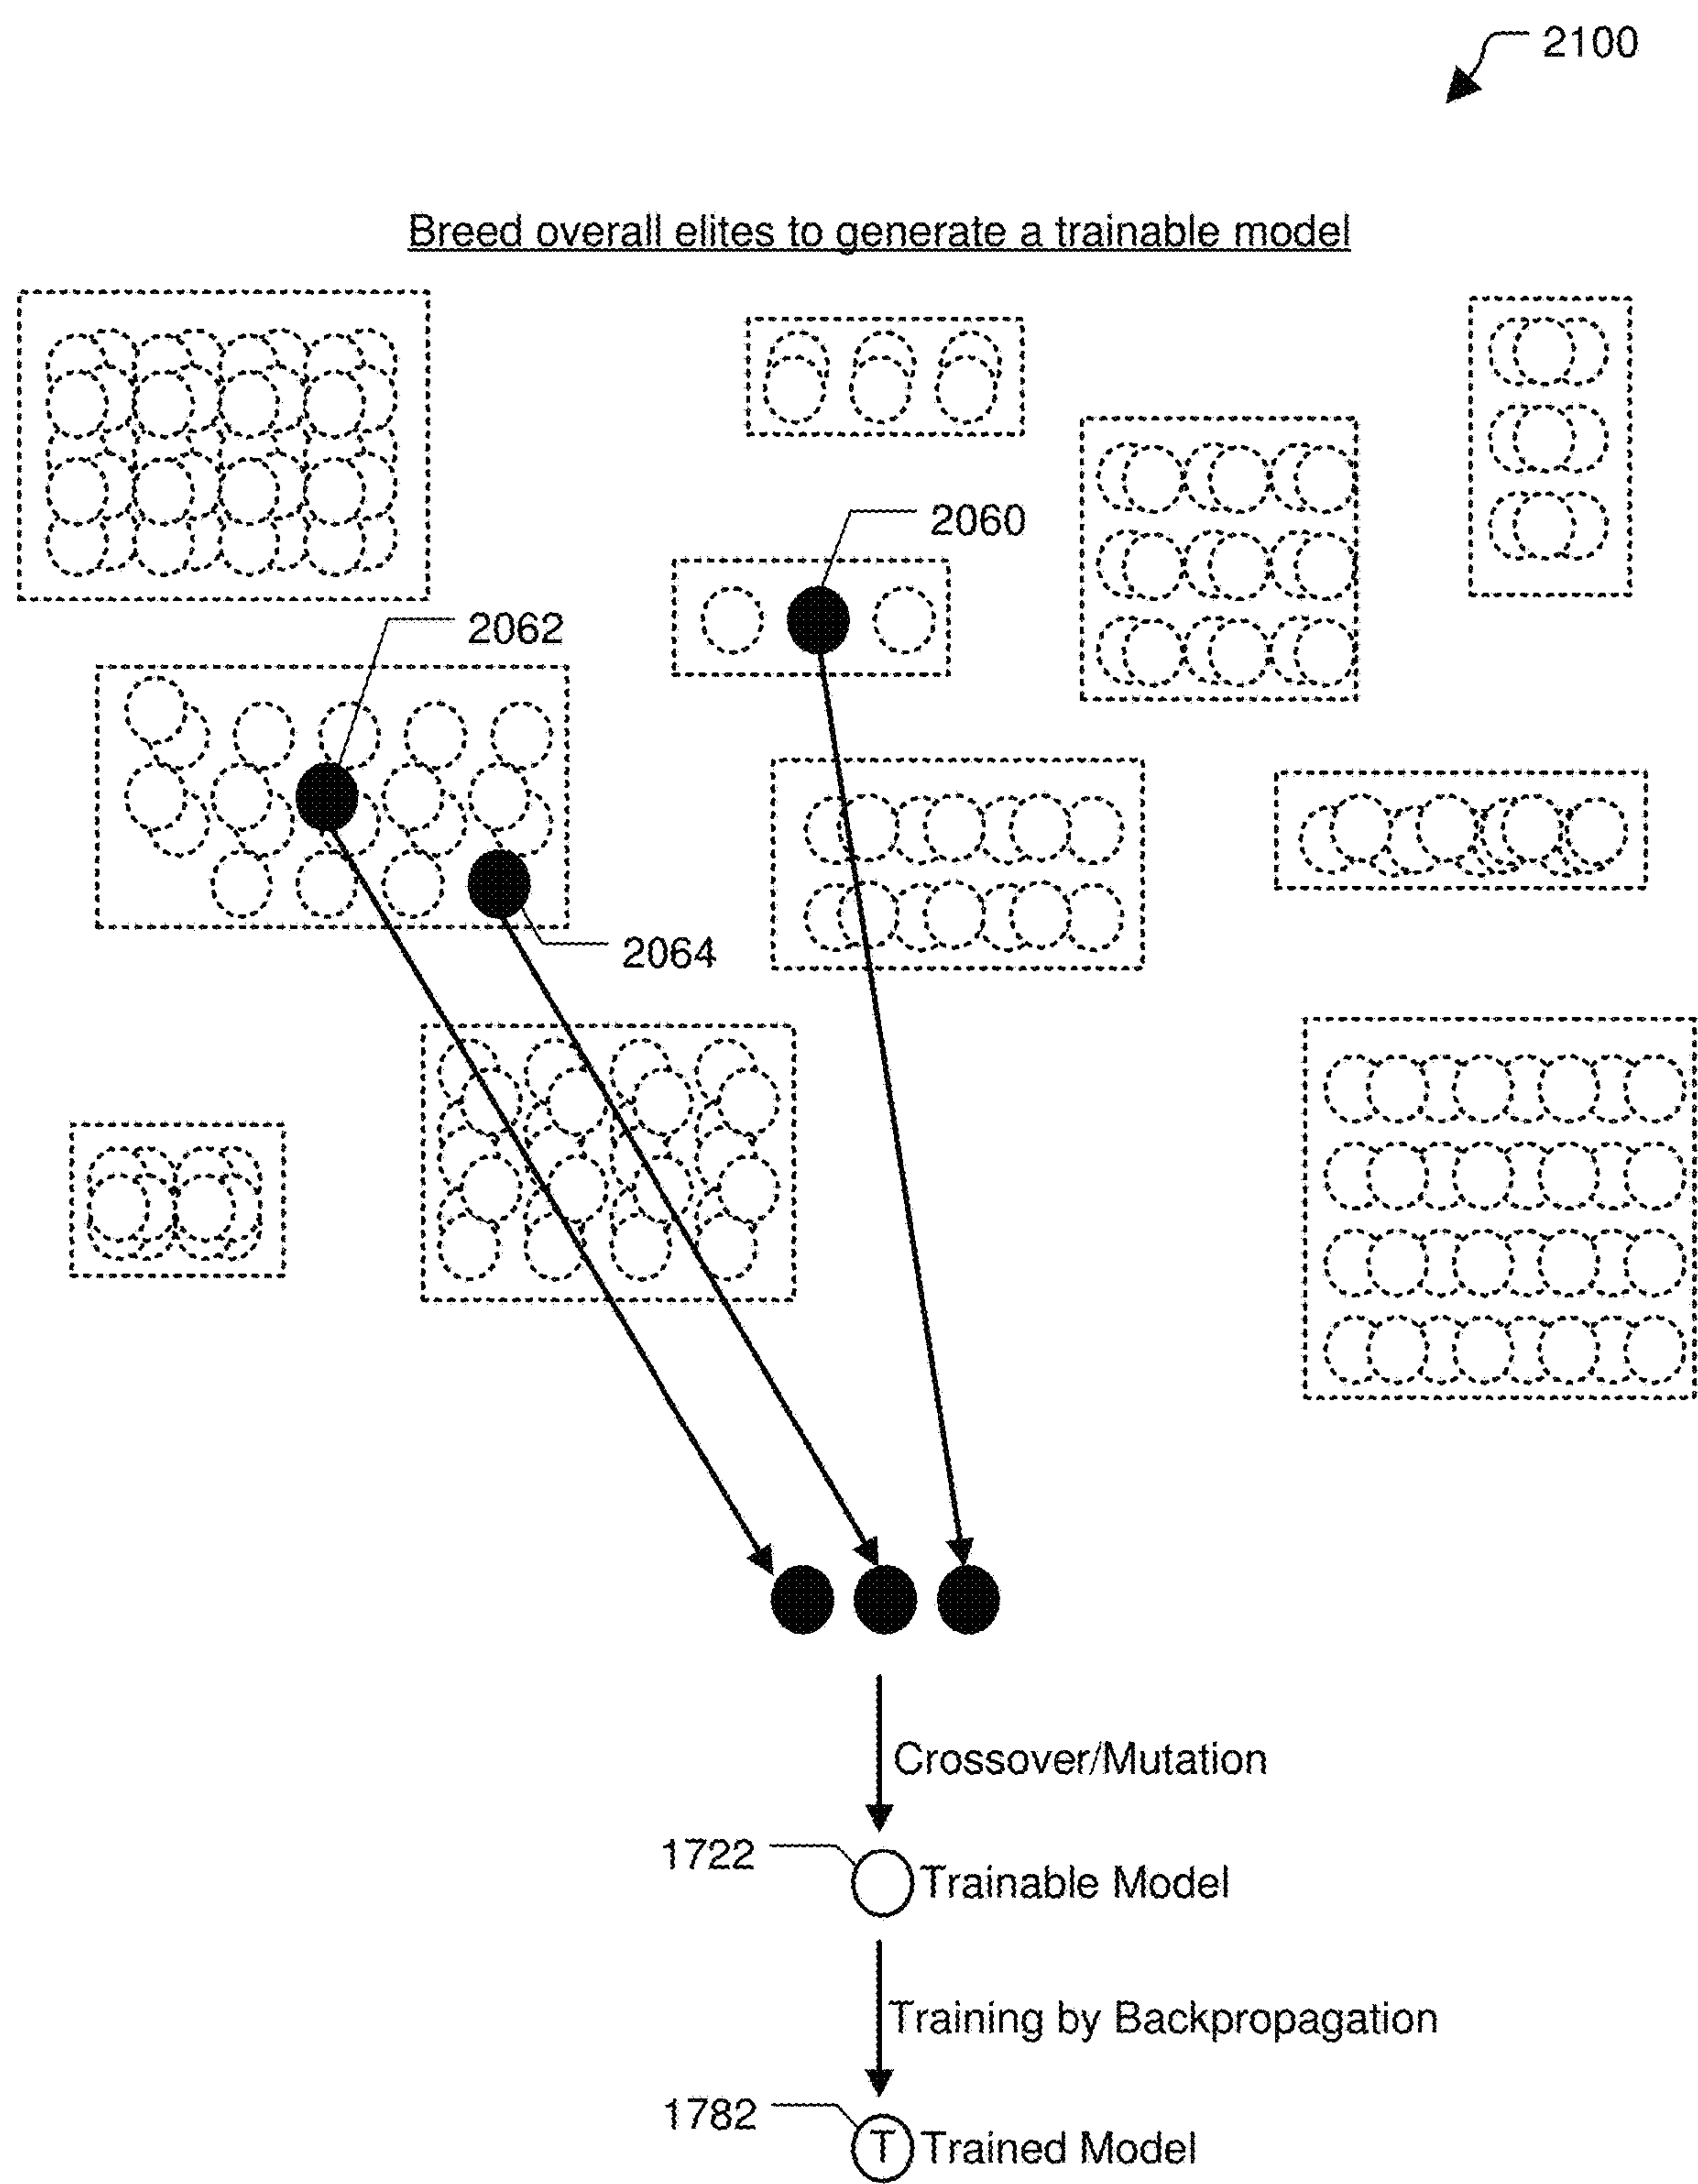 2100
Breed overall elites to generate a trainable model
2060
2062
2064
Crossover/Mutation
1722
Trainable Model
Training by Backpropagation
1782
T Trained Model